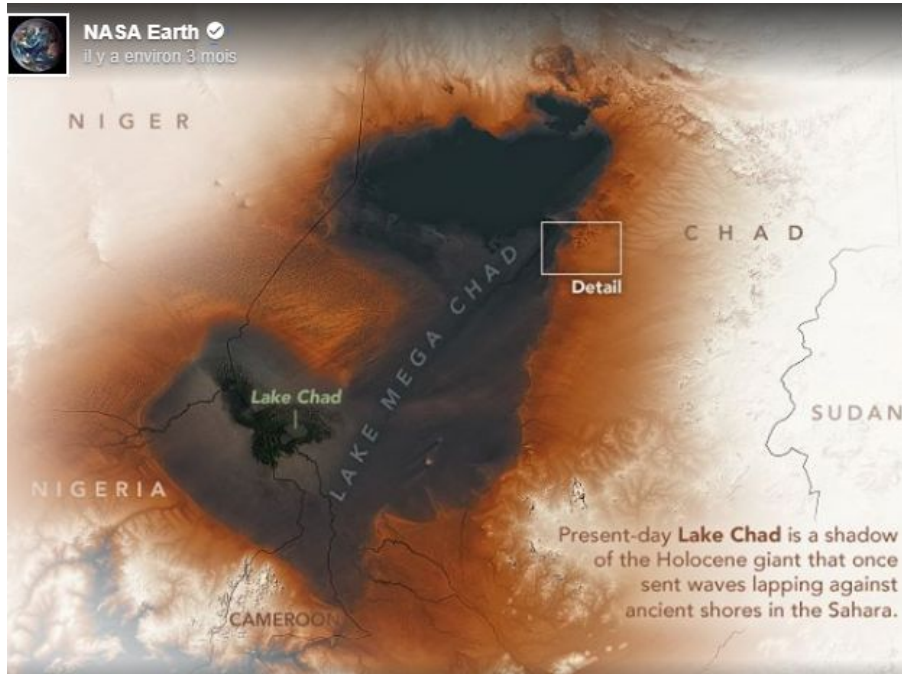 NASA Earth
il y a environ 3 mois
NIGER
CHAD
Detail
LAKE MEGA CHAD
Lake Chad
SUDAN
NIGERIA
Present-day Lake Chad is a shadow
of the Holocene giant that once
sent waves lapping against
ancient shores in the Sahara.
CAMEROON